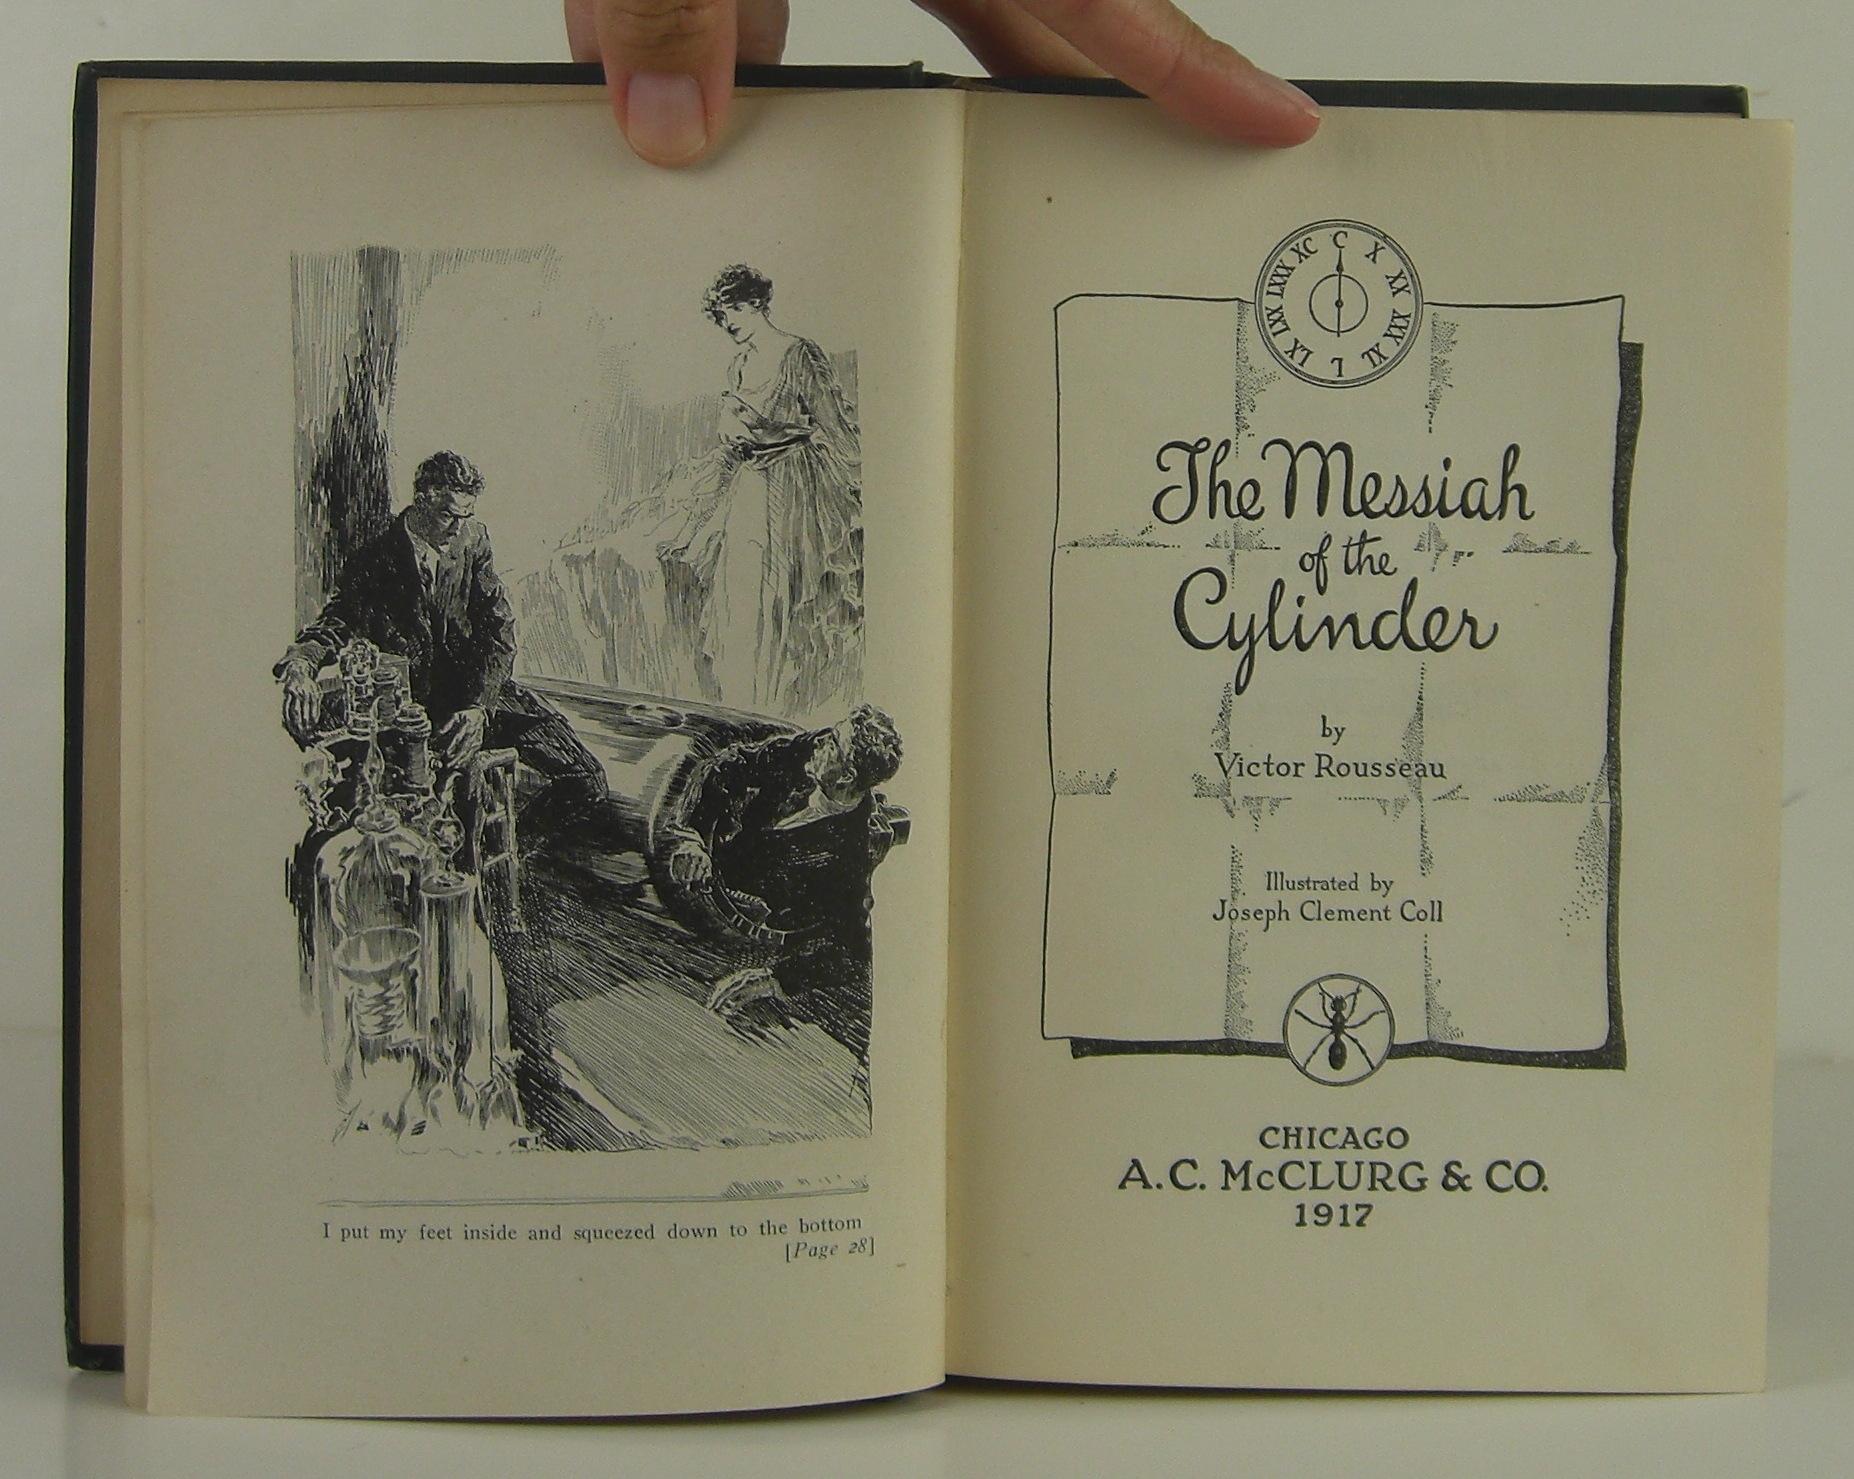 I put my feet inside and squeezed down to the bottom
[Page 28]
C X XX XXX XL L LX LXX LXXX XC
The Messiah
of the
Cylinder
by
Victor Rousseau
Illustrated by
Joseph Clement Coll
CHICAGO
A. C. McCLURG & CO.
1917